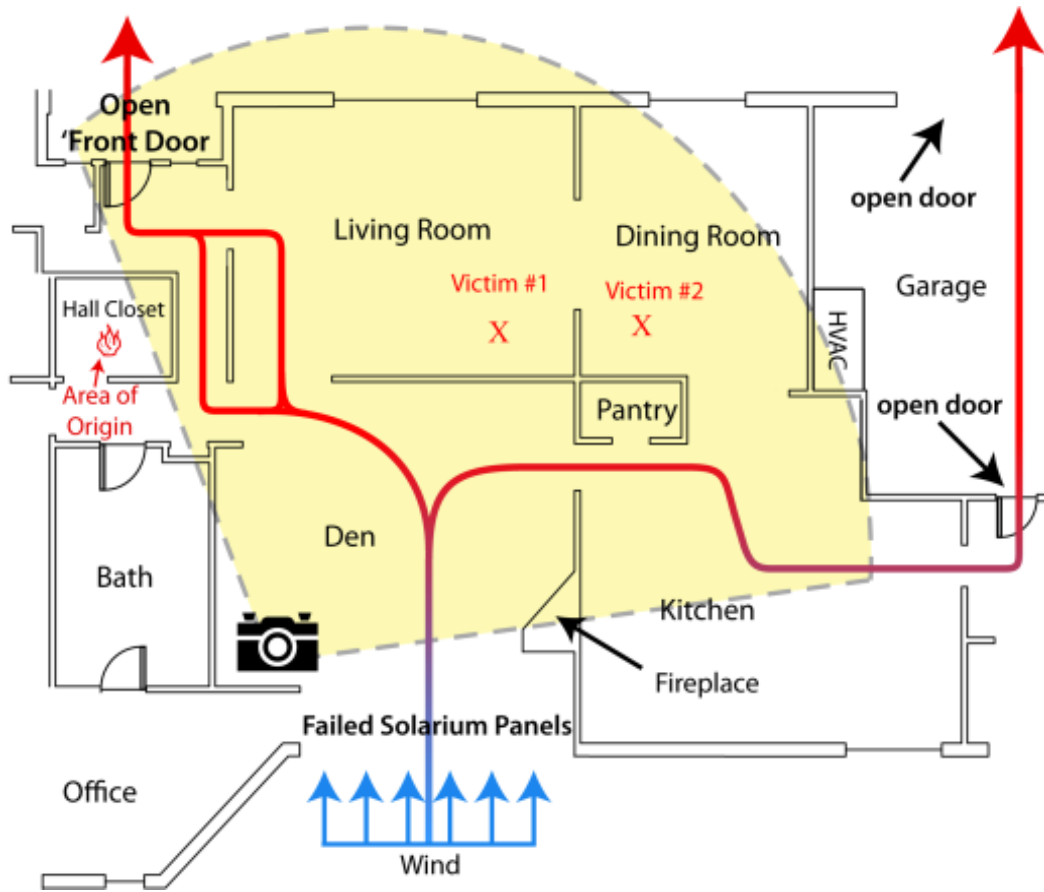 Open
‘Front Door
open door
Living Room
Dining Room
Victim #1
Victim #2
X
X
Garage
Hall Closet
HVAC
Area of
Origin
Pantry
open door
Den
Bath
Kitchen
Fireplace
Failed Solarium Panels
Office
Wind